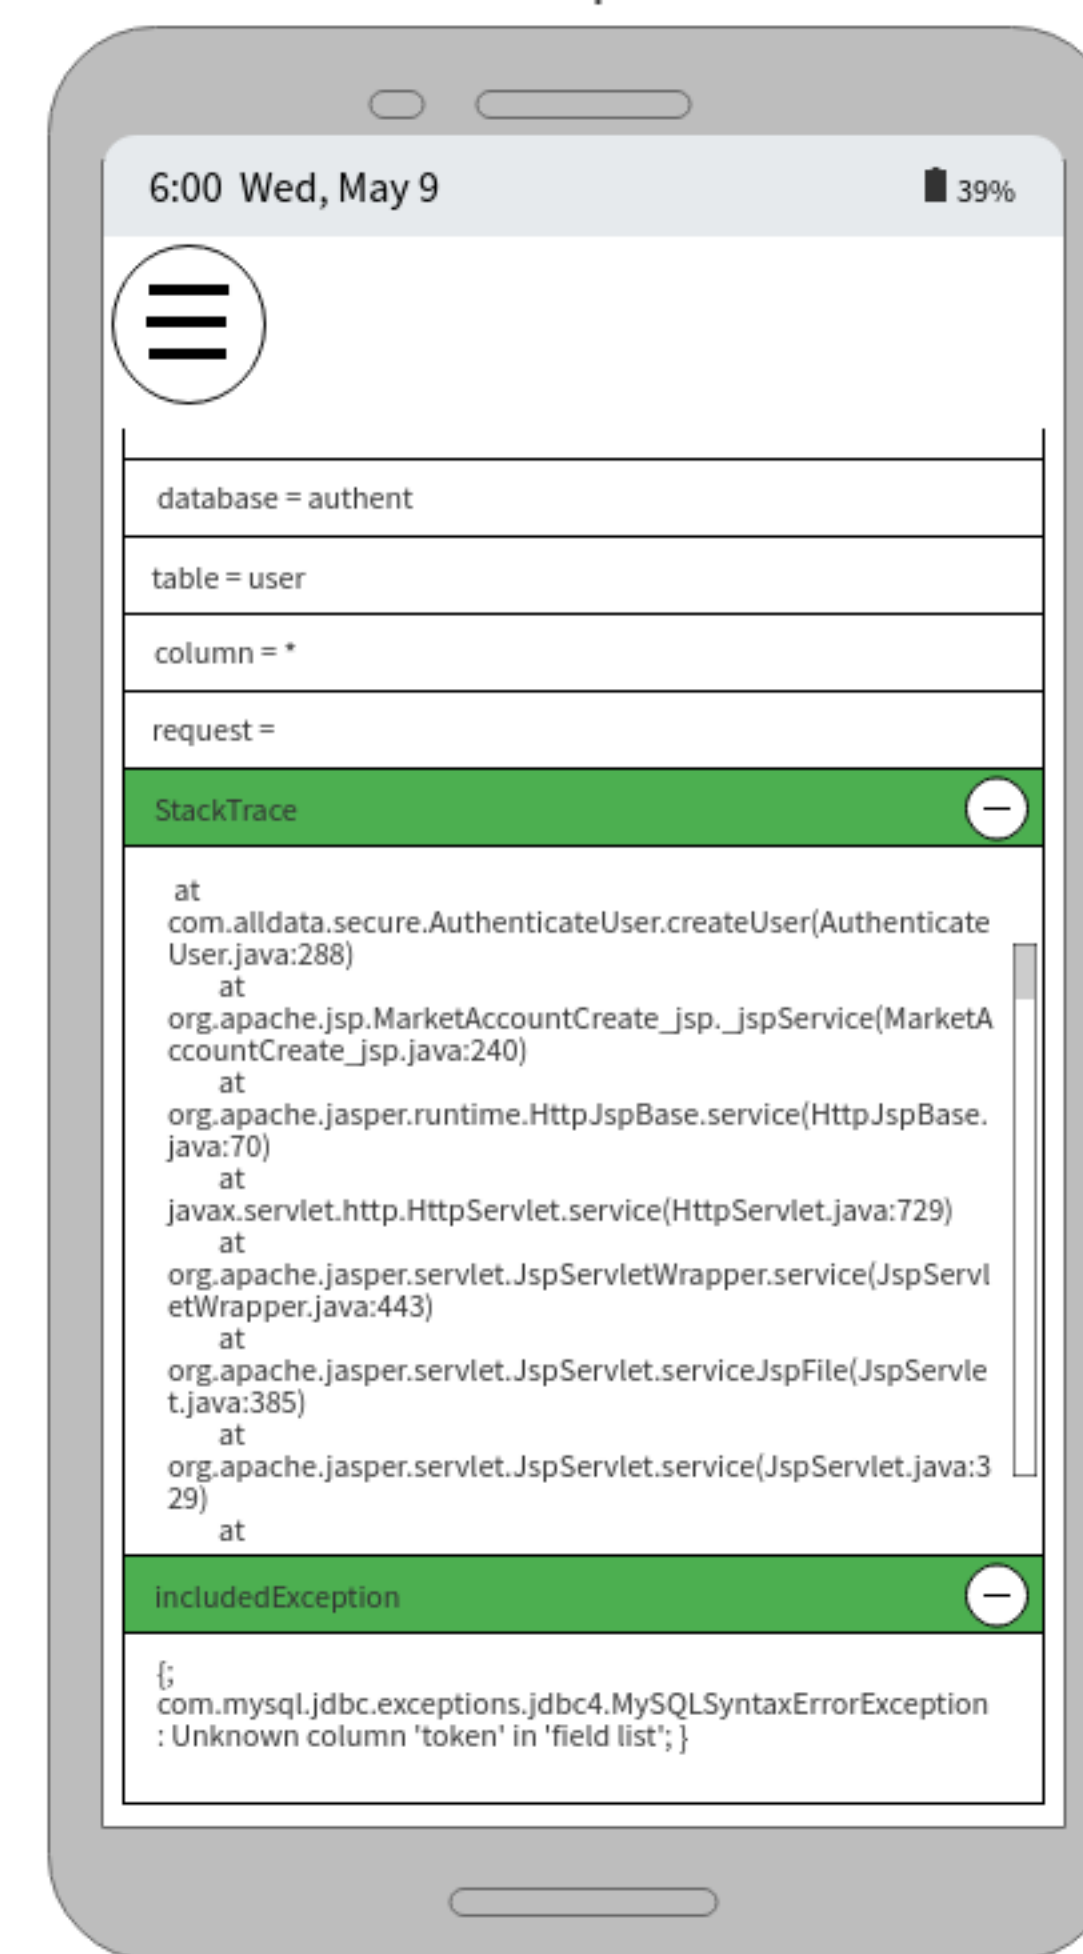 6:00 Wed, May 9
39%
database = authent
table = user
column = *
request =
StackTrace
at
com.alldata.secure.AuthenticateUser.createUser(Authenticate
User.java:288)
at
org.apache.jsp.MarketAccountCreate_jsp._jspService(MarketA
ccountCreate_jsp.java:240)
at
org.apache.jasper.runtime.HttpJspBase.service(HttpJspBase.
java:70)
at
javax.servlet.http.HttpServlet.service(HttpServlet.java:729)
at
org.apache.jasper.servlet.JspServletWrapper.service(JspServl
etWrapper.java:443)
at
org.apache.jasper.servlet.JspServlet.serviceJspFile(JspServle
t.java:385)
at
org.apache.jasper.servlet.JspServlet.service(JspServlet.java:3
29)
at
includedException
{;
com.mysql.jdbc.exceptions.jdbc4.MySQLSyntaxErrorException
: Unknown column 'token' in 'field list'; }